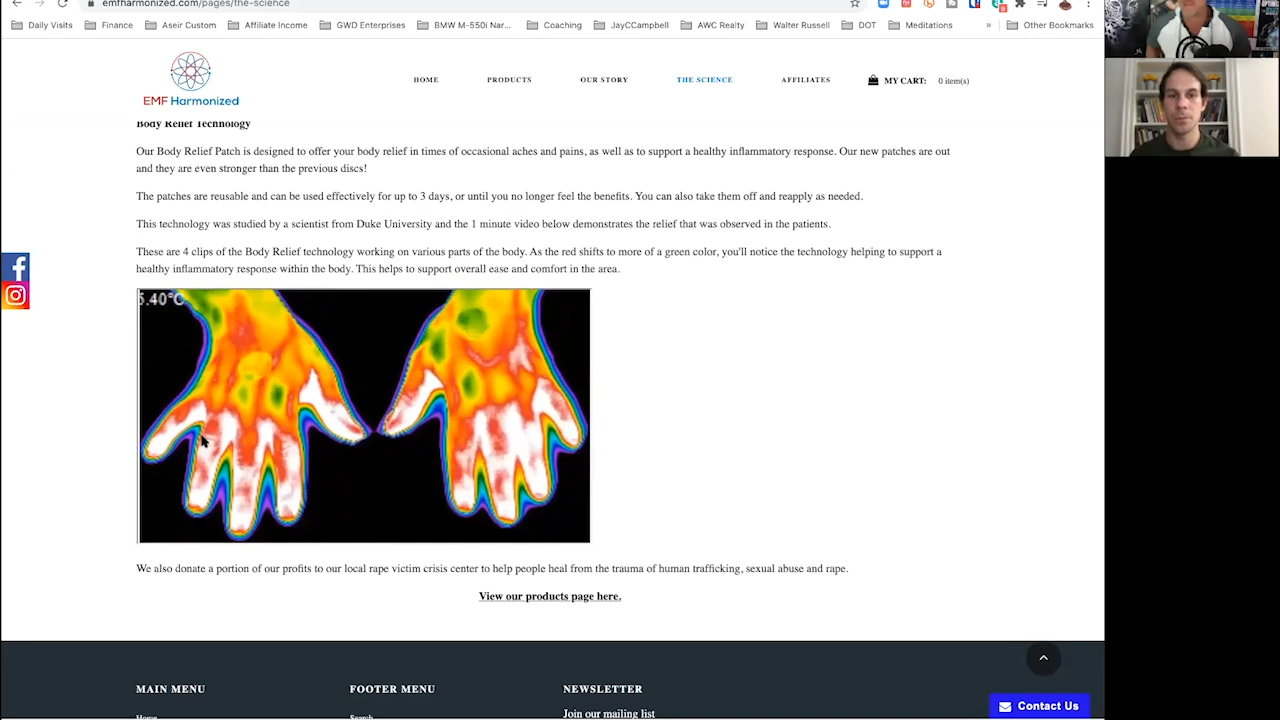 emfharmonized.com/pages/the-science
Daily Visits
Finance
Aseir Custom
Affiliate Income
GWD Enterprises
BMW M-550i Nar...
Coaching
JayCCampbell
AWC Realty
Walter Russell
DOT
Meditations
»
Other Bookmarks
EMF Harmonized
HOME
PRODUCTS
OUR STORY
THE SCIENCE
AFFILIATES
MY CART: 0 item(s)
Body Relief Technology
Our Body Relief Patch is designed to offer your body relief in times of occasional aches and pains, as well as to support a healthy inflammatory response. Our new patches are out
and they are even stronger than the previous discs!
The patches are reusable and can be used effectively for up to 3 days, or until you no longer feel the benefits. You can also take them off and reapply as needed.
This technology was studied by a scientist from Duke University and the 1 minute video below demonstrates the relief that was observed in the patients.
These are 4 clips of the Body Relief technology working on various parts of the body. As the red shifts to more of a green color, you'll notice the technology helping to support a
healthy inflammatory response within the body. This helps to support overall ease and comfort in the area.
5.40°C
We also donate a portion of our profits to our local rape victim crisis center to help people heal from the trauma of human trafficking, sexual abuse and rape.
View our products page here.
MAIN MENU
FOOTER MENU
NEWSLETTER
Home
Search
Join our mailing list
Contact Us